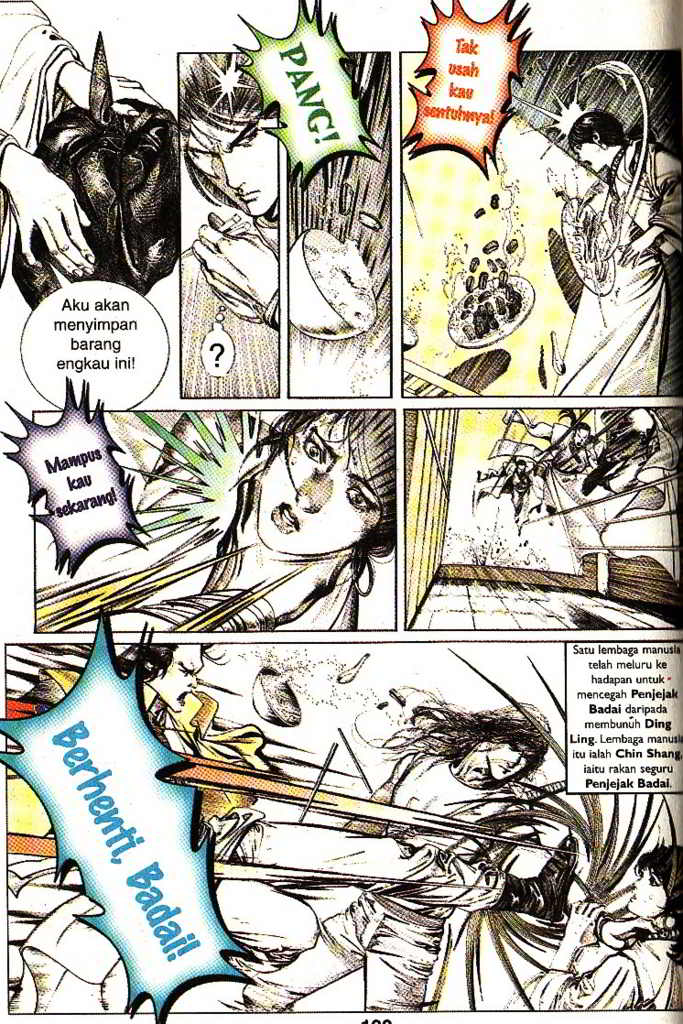 Aku akan
menyimpan
barang
engkau ini!
?
PANG!
Tak
usah
kau
sentuhnya!
Mampus
kau
sekarang!
Satu lembaga manusia
telah meluru ke
hadapan untuk
mencegah Penjejak
Badai daripada
membunuh Ding
Ling. Lembaga manusia
itu ialah Chin Shang,
iaitu rakan seguru
Penjejak Badai.
Berhenti,
Badai!